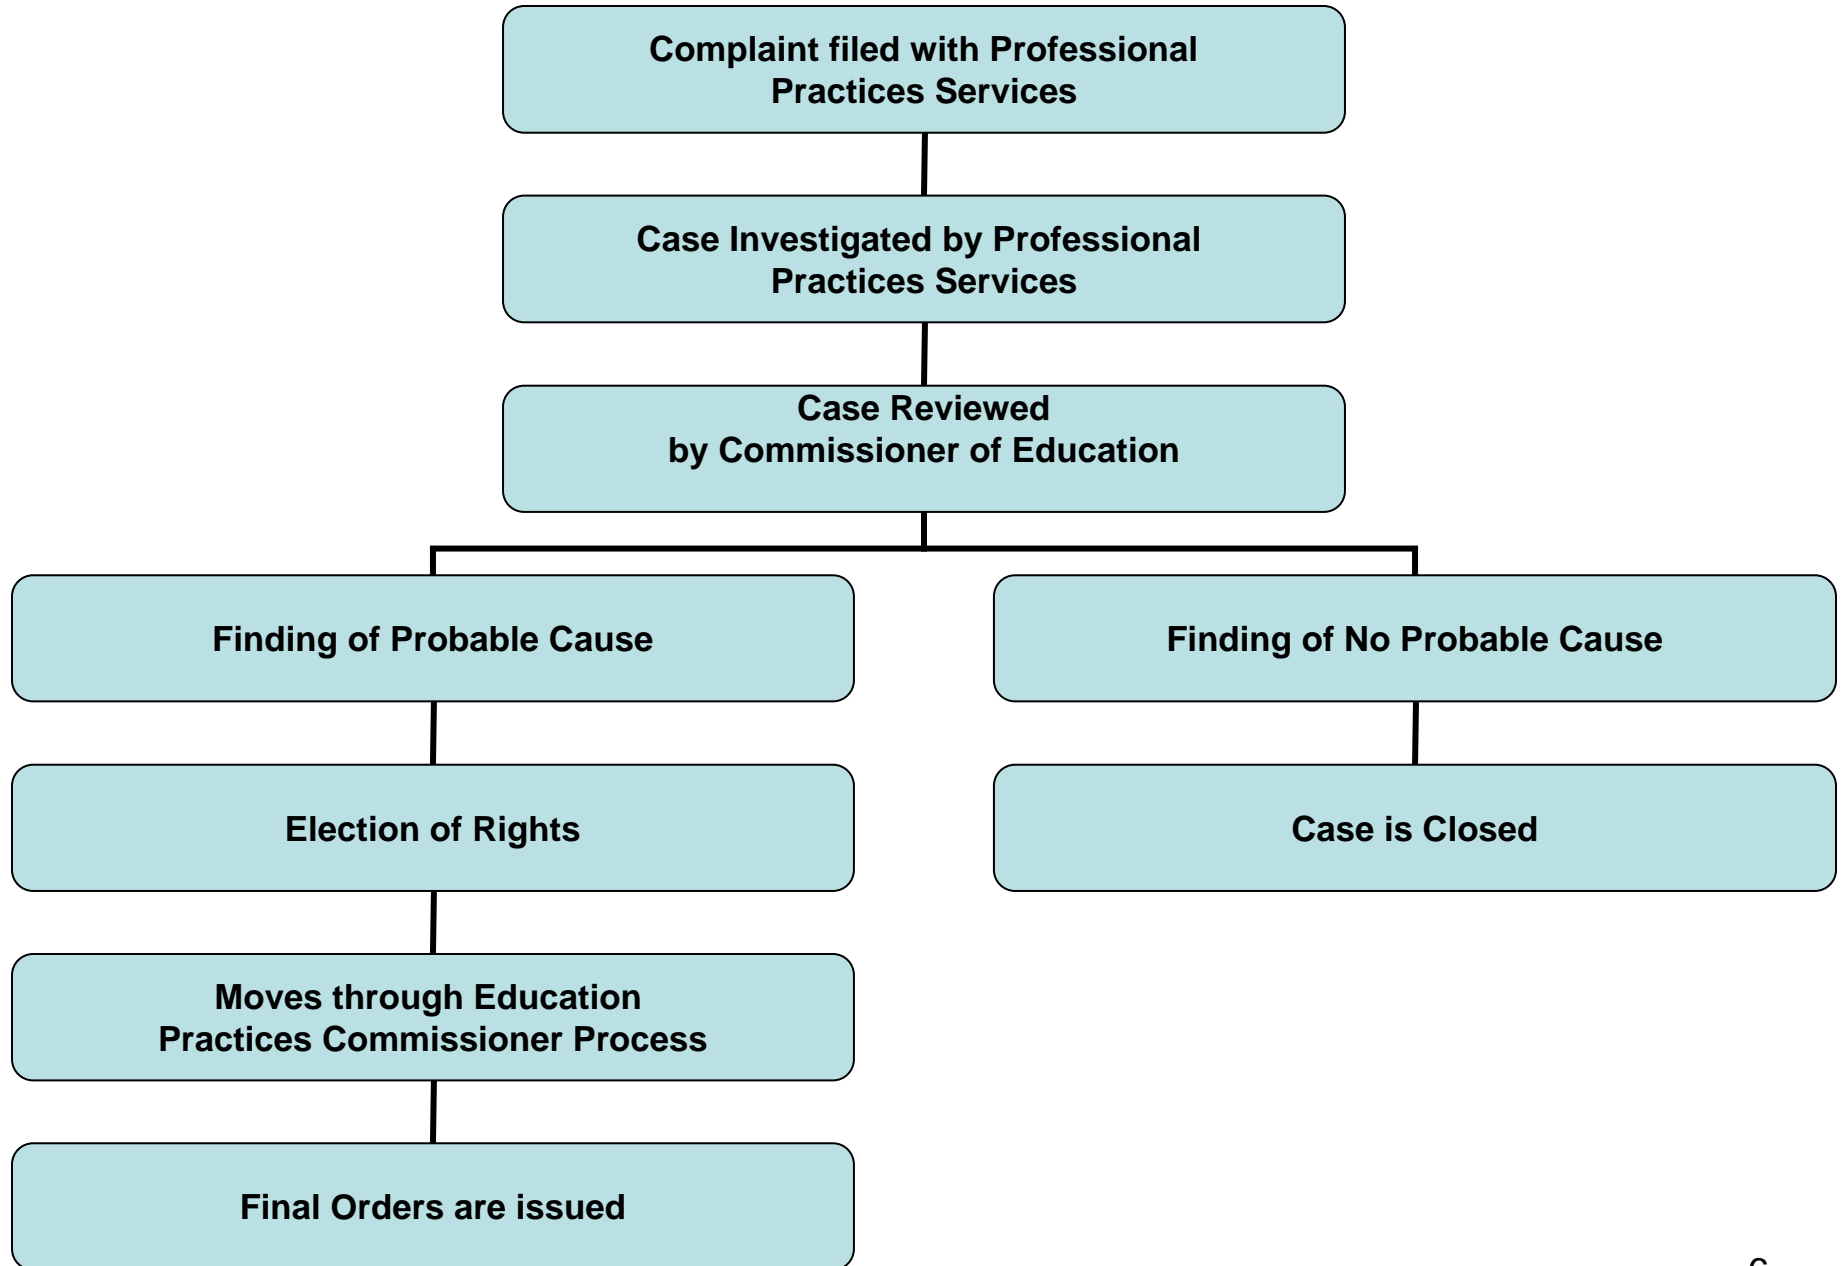 Complaint filed with Professional
Practices Services
Case Investigated by Professional
Practices Services
Case Reviewed
by Commissioner of Education
Finding of Probable Cause
Finding of No Probable Cause
Election of Rights
Case is Closed
Moves through Education
Practices Commissioner Process
Final Orders are issued